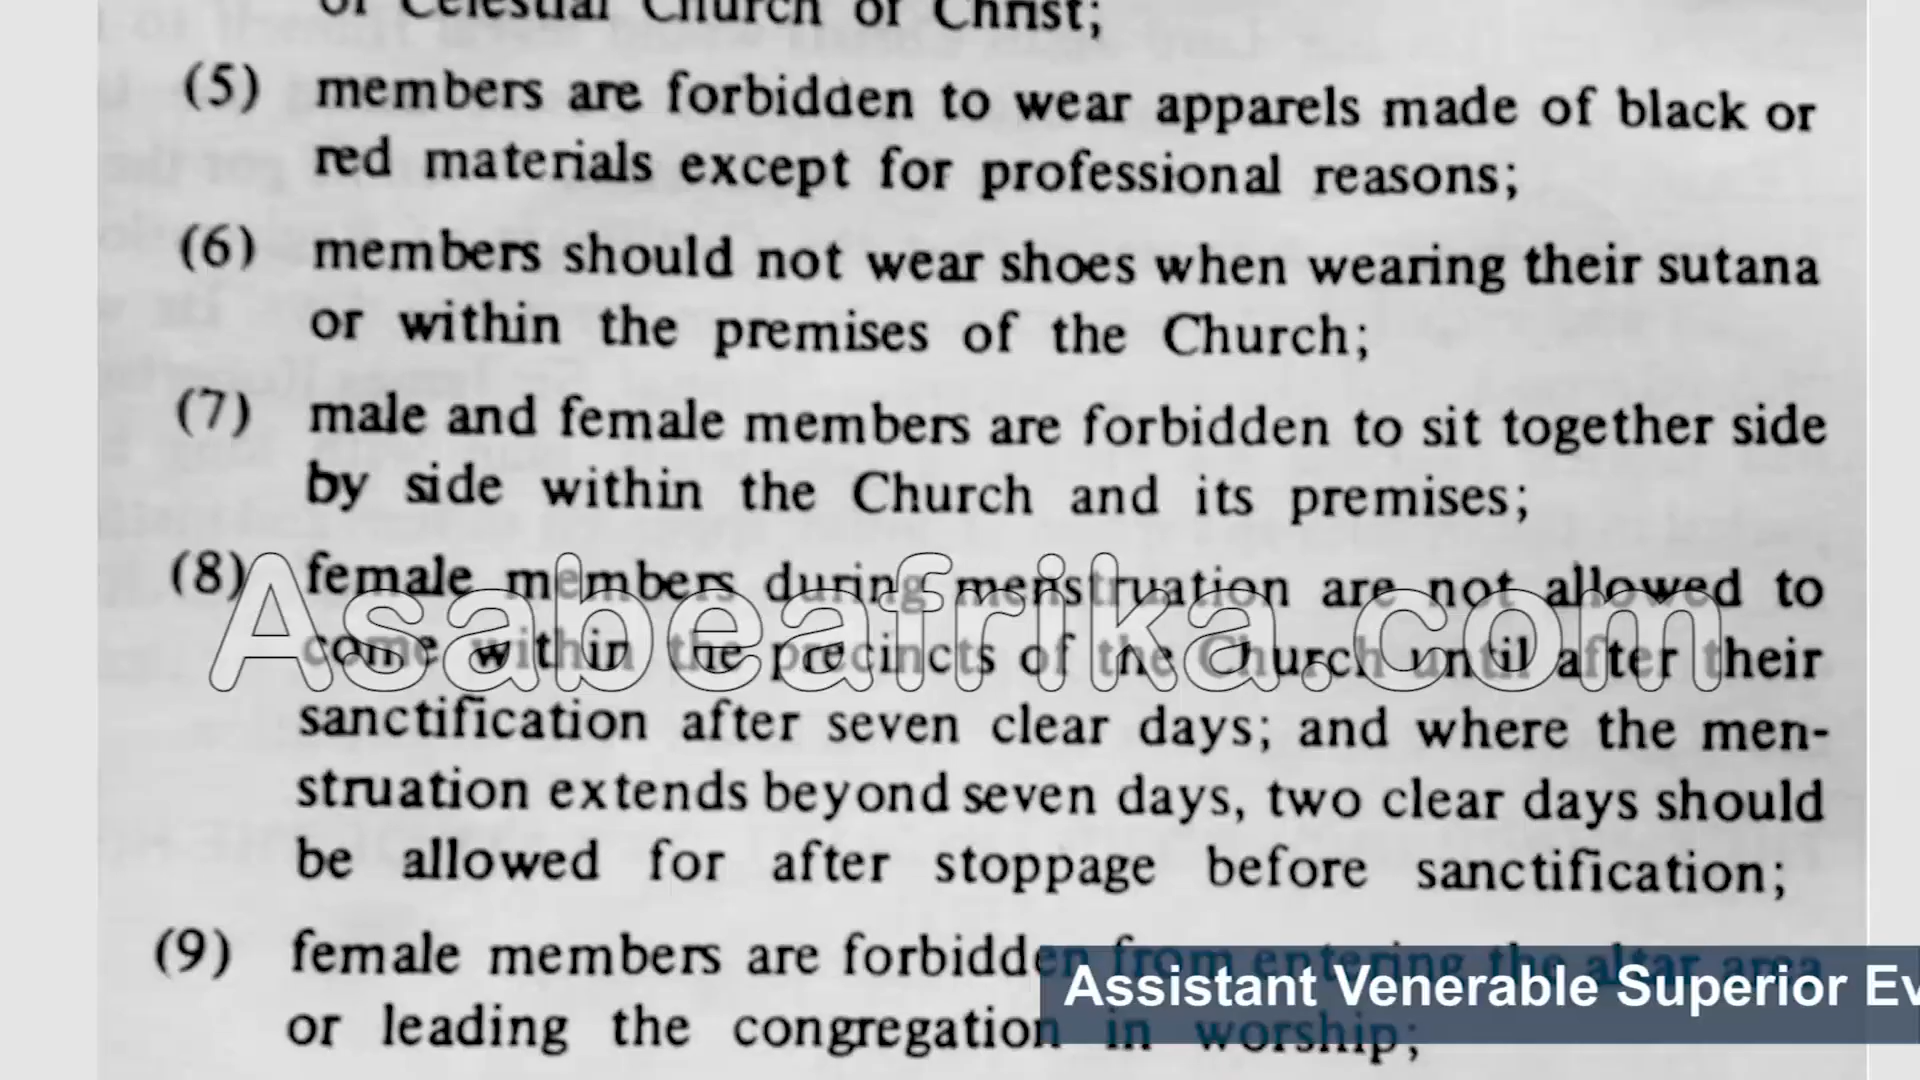 of Celestial Church of Christ;
(5) members are forbidden to wear apparels made of black or
red materials except for professional reasons;
(6) members should not wear shoes when wearing their sutana
or within the premises of the Church;
(7) male and female members are forbidden to sit together side
by side within the Church and its premises;
(8) female members during menstruation are not allowed to
come within the precincts of the Church until after their
Asabeafrika.com
sanctification after seven clear days; and where the men-
struation extends beyond seven days, two clear days should
be allowed for after stoppage before sanctification;
(9) female members are forbidden from entering the altar area
Assistant Venerable Superior Ev
or leading the congregation in worship;